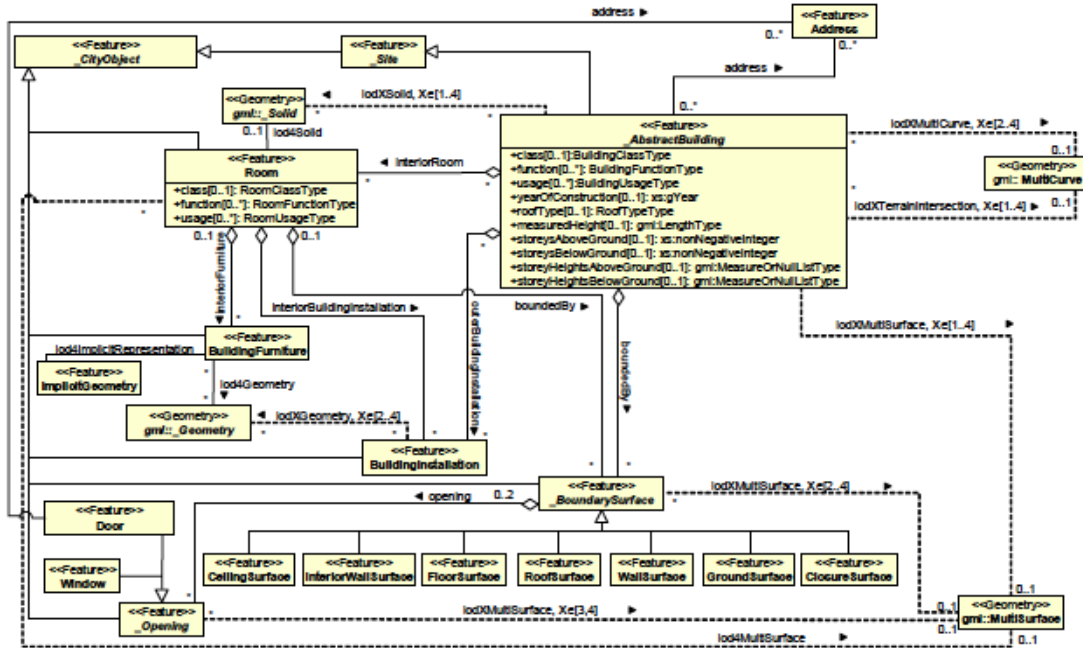 address ►
<<Feature>>
Address
0..*
0..*
<<Feature>>
_CityObject
<<Feature>>
_Site
address ►
0..*
<<Geometry>>
gml::_Solid
◄ lodXSolid, Xe[1..4]
*
*
0..1
lod4Solid
<<Feature>>
_AbstractBuilding
+class[0..1]:BuildingClassType
+function[0..*]: BuildingFunctionType
+usage[0..*]:BuildingUsageType
+yearOfConstruction[0..1]: xs:gYear
+roofType[0..1]: RoofTypeType
+measuredHeight[0..1]: gml:LengthType
+storeysAboveGround[0..1]: xs:nonNegativeInteger
+storeysBelowGround[0..1]: xs:nonNegativeInteger
+storeyHeightsAboveGround[0..1]: gml:MeasureOrNullListType
+storeyHeightsBelowGround[0..1]: gml:MeasureOrNullListType
lodXMultiCurve, Xe[2..4] ►
*
0..1
<<Geometry>>
gml:: MultiCurve
0..1
*
lodXTerrainIntersection, Xe[1..4] ►
<<Feature>>
Room
+class[0..1]: RoomClassType
+function[0..*]: RoomFunctionType
+usage[0..*]: RoomUsageType
◄ interiorRoom
*
*
*
0..1
0..1
*
interiorFurniture
interiorBuildingInstallation ►
outerBuildingInstallation
boundedBy ►
boundedBy
*
lodXMultiSurface, Xe[1..4] ►
lod4ImplicitRepresentation
*
<<Feature>>
BuildingFurniture
<<Feature>>
ImplicitGeometry
*
lod4Geometry
*
<<Geometry>>
gml::_Geometry
◄ lodXGeometry, Xe[2..4]
*
*
*
*
<<Feature>>
BuildingInstallation
*
*
<<Feature>>
_BoundarySurface
◄ opening
0..2
lodXMultiSurface, Xe[2..4] ►
*
<<Feature>>
Door
<<Feature>>
Window
<<Feature>>
CeilingSurface
<<Feature>>
InteriorWallSurface
<<Feature>>
FloorSurface
<<Feature>>
RoofSurface
<<Feature>>
WallSurface
<<Feature>>
GroundSurface
<<Feature>>
ClosureSurface
*
<<Feature>>
_Opening
*
lodXMultiSurface, Xe[3,4] ►
0..1
0..1
<<Geometry>>
gml::MultiSurface
0..1
0..1
lod4MultiSurface ►